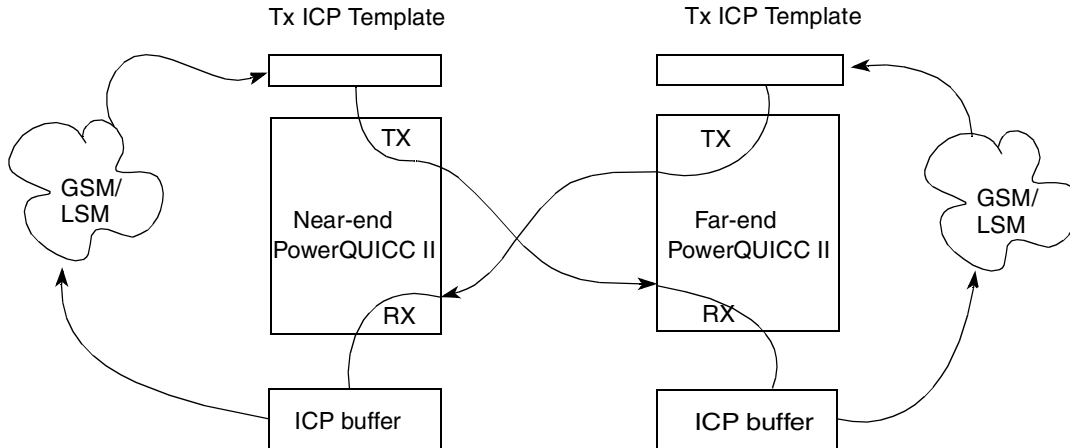 Tx ICP Template
Tx ICP Template
TX
TX
GSM/
LSM
Near-end
PowerQUICC II
Far-end
PowerQUICC II
GSM/
LSM
RX
RX
ICP buffer
ICP buffer